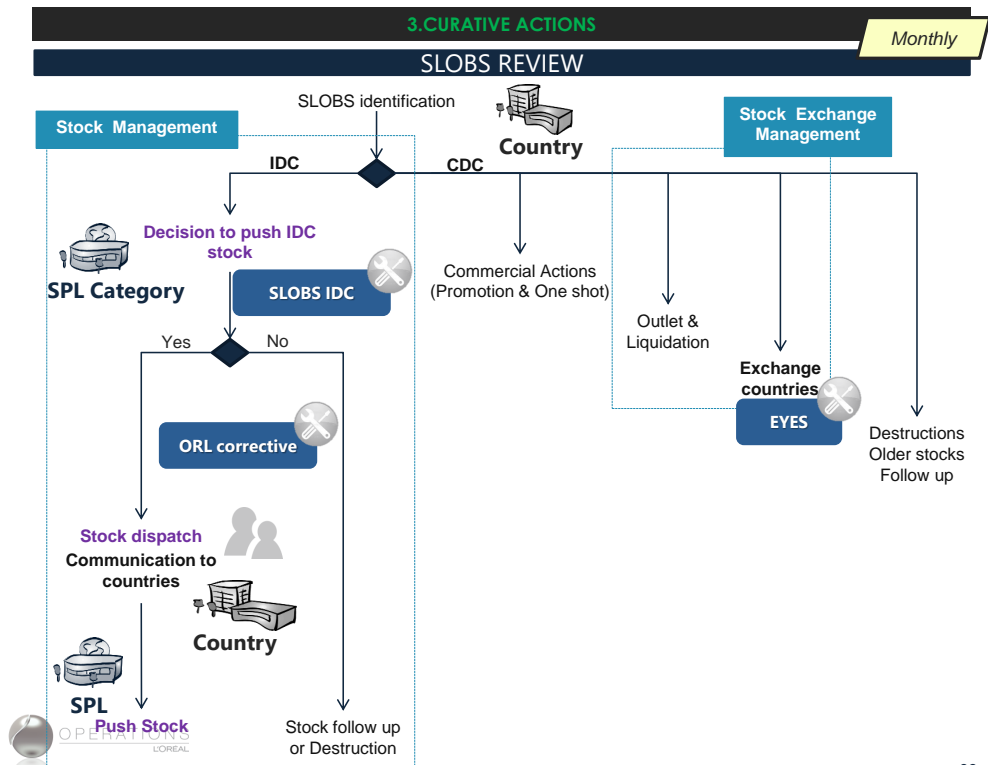 3.CURATIVE ACTIONS
Monthly
SLOBS REVIEW
SLOBS identification
Stock Management
Stock Exchange
Management
Country
IDC
CDC
Decision to push IDC
stock
SPL Category
SLOBS IDC
Commercial Actions
(Promotion & One shot)
Outlet &
Liquidation
Yes
No
Exchange
countries
EYES
ORL corrective
Destructions
Older stocks
Follow up
Stock dispatch
Communication to
countries
Country
SPL
Push Stock
OPERATIONS
L'ORÉAL
Stock follow up
or Destruction